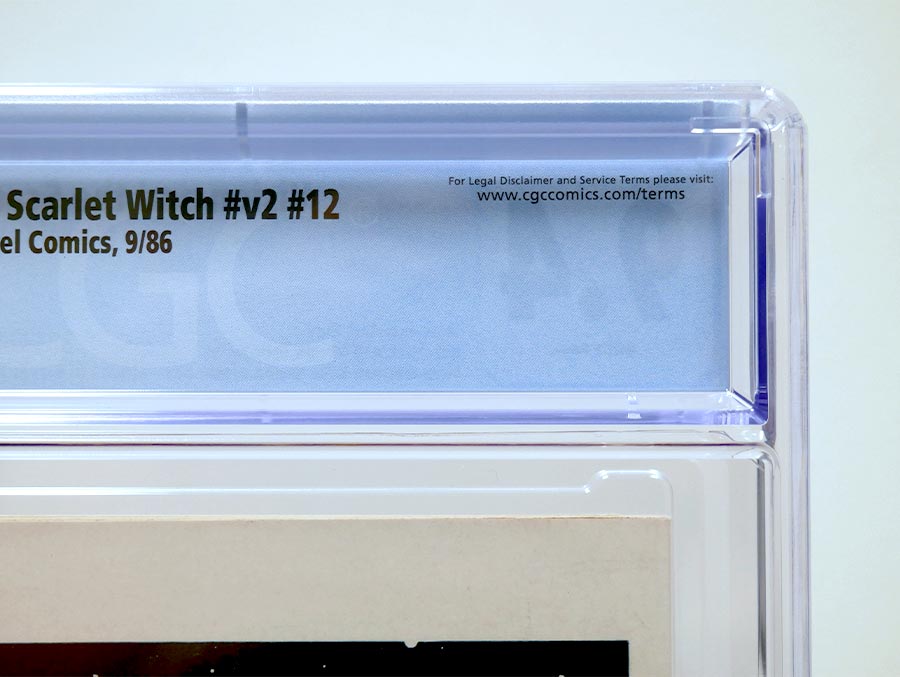 Scarlet Witch #v2 #12
el Comics, 9/86
For Legal Disclaimer and Service Terms please visit:
www.cgccomics.com/terms
CGC